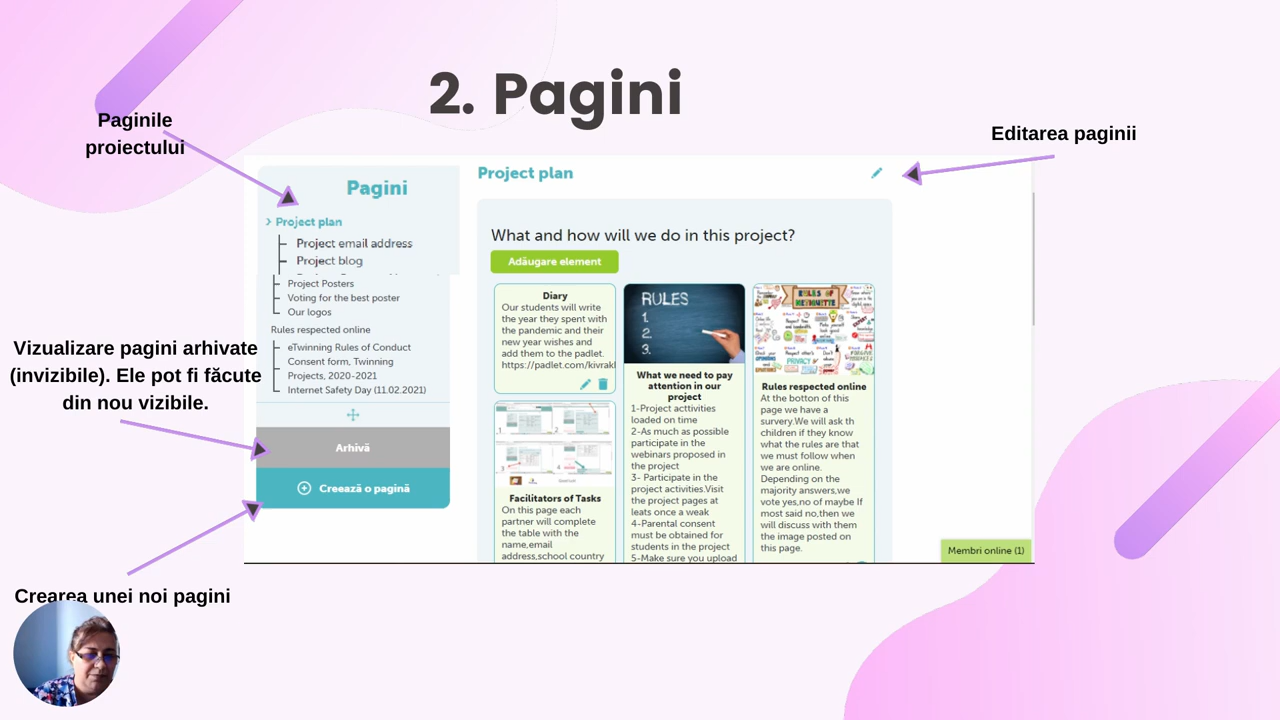 2. Pagini
Paginile
proiectului
Editarea paginii
Vizualizare pagini arhivate
(invizibile). Ele pot fi făcute
din nou vizibile.
Crearea unei noi pagini
Pagini
Project plan
Project email address
Project blog
Project Posters
Voting for the best poster
Our logos
Rules respected online
eTwinning Rules of Conduct
Consent form, Twinning
Projects, 2020-2021
Internet Safety Day (11.02.2021)
Arhivă
Creează o pagină
Project plan
What and how will we do in this project?
Adăugare element
Diary
Our students will write
the year they spent with
the pandemic and their
new year wishes and
add them to the padlet.
https://padlet.com/kivrakl
Facilitators of Tasks
On this page each
partner will complete
the table with the
name,email
address,school country
RULES
1.
2.
3.
What we need to pay
attention in our
project
1-Project acttivities
loaded on time
2-As much as possible
participate in the
webinars proposed in
the project
3- Participate in the
project activities.Visit
the project pages at
leats once a weak
4-Parental consent
must be obtained for
students in the project
5-Make sure you upload
RULES OF
NETIQUETTE
Rules respected online
At the botton of this
page we have a
survery.We will ask th
children if they know
what the rules are that
we must follow when
we are online.
Depending on the
majority answers,we
vote yes,no of maybe If
most said no,then we
will discuss with them
the image posted on
this page.
Membri online (1)